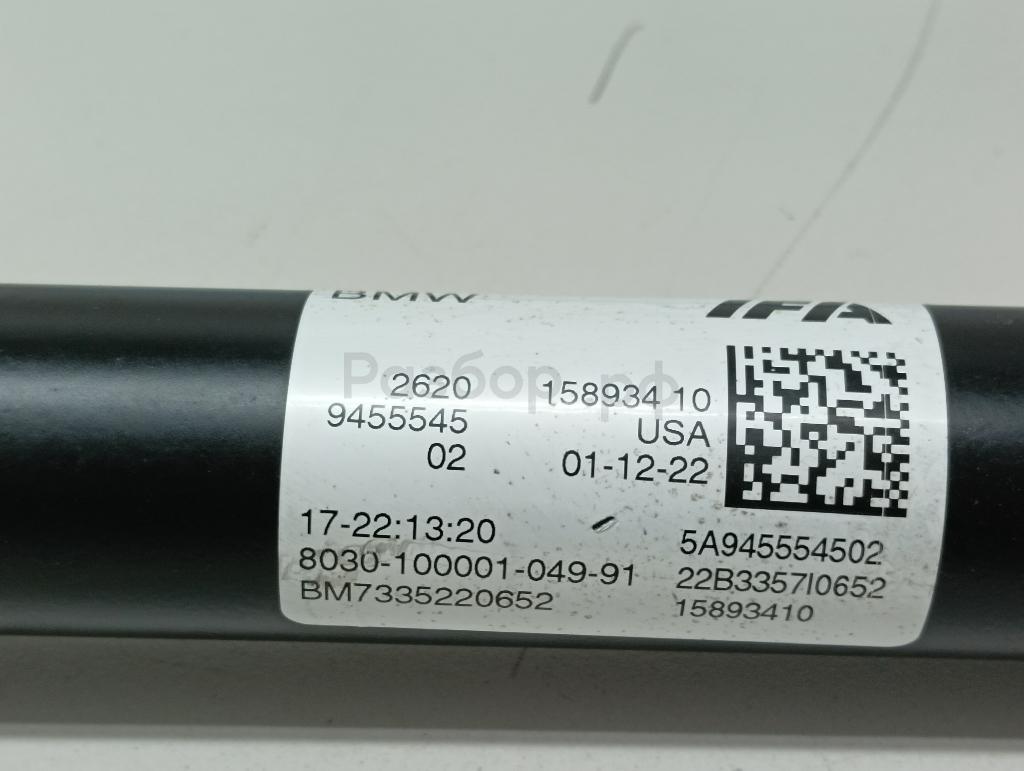 BMW IFA
2620 158934 10
9455545 USA
02 01-12-22
Разбор.рф
17-22:13:20 5A945554502
8030-100001-049-91 22B3357I0652
BM7335220652 15893410